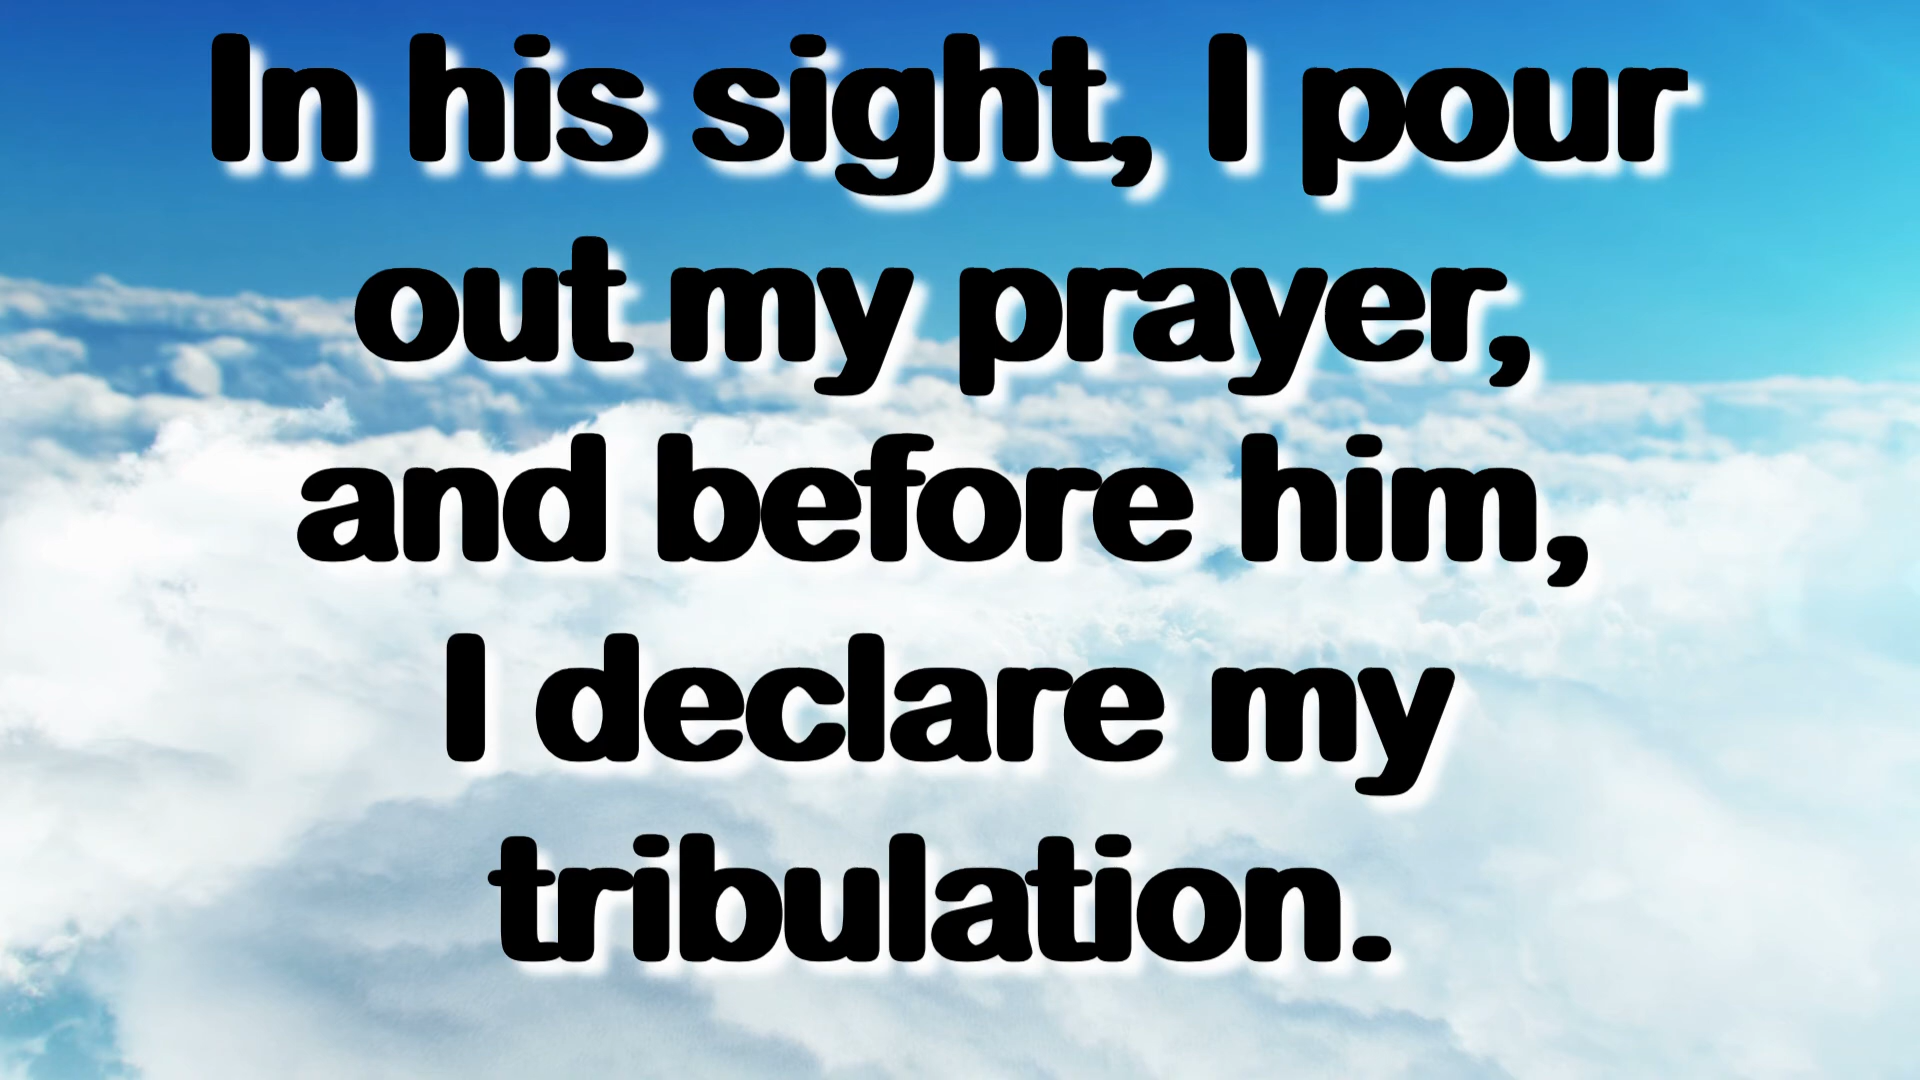 In his sight, I pour
out my prayer,
and before him,
I declare my
tribulation.